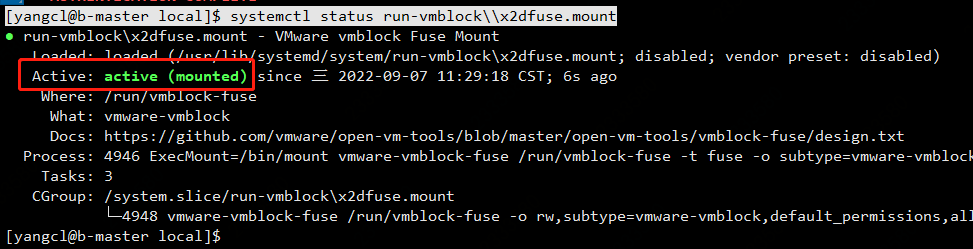 [yangcl@b-master local]$ systemctl status run-vmblock\\x2dfuse.mount
● run-vmblock\x2dfuse.mount - VMware vmblock Fuse Mount
Loaded: loaded (/usr/lib/systemd/system/run-vmblock\x2dfuse.mount; disabled; vendor preset: disabled)
Active: active (mounted) since 三 2022-09-07 11:29:18 CST; 6s ago
Where: /run/vmblock-fuse
What: vmware-vmblock
Docs: https://github.com/vmware/open-vm-tools/blob/master/open-vm-tools/vmblock-fuse/design.txt
Process: 4946 ExecMount=/bin/mount vmware-vmblock-fuse /run/vmblock-fuse -t fuse -o subtype=vmware-vmblock
Tasks: 3
CGroup: /system.slice/run-vmblock\x2dfuse.mount
└─4948 vmware-vmblock-fuse /run/vmblock-fuse -o rw,subtype=vmware-vmblock,default_permissions,all
[yangcl@b-master local]$